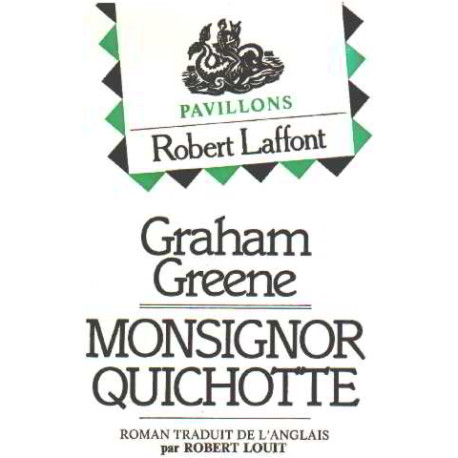 PAVILLONS
Robert Laffont
Graham
Greene
MONSIGNOR
QUICHOTTE
ROMAN TRADUIT DE L'ANGLAIS
par ROBERT LOUIT